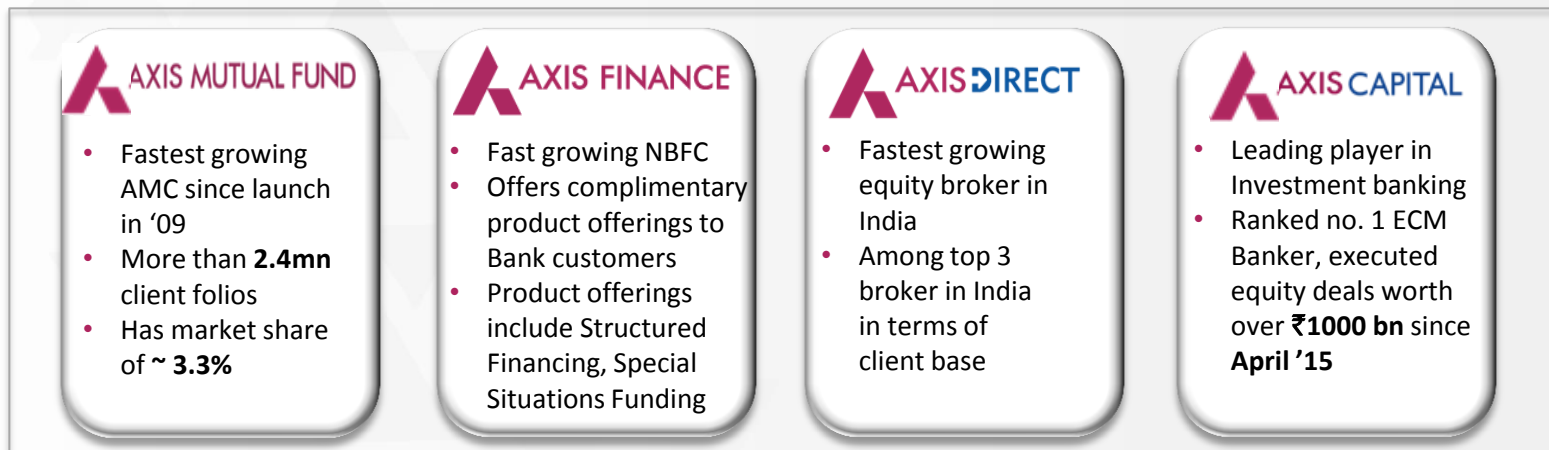 AXIS MUTUAL FUND
• Fastest growing
AMC since launch
in ‘09
• More than 2.4mn
client folios
• Has market share
of ~ 3.3%
AXIS FINANCE
• Fast growing NBFC
• Offers complimentary
product offerings to
Bank customers
• Product offerings
include Structured
Financing, Special
Situations Funding
AXIS DIRECT
• Fastest growing
equity broker in
India
• Among top 3
broker in India
in terms of
client base
AXIS CAPITAL
• Leading player in
Investment banking
• Ranked no. 1 ECM
Banker, executed
equity deals worth
over ₹1000 bn since
April ’15